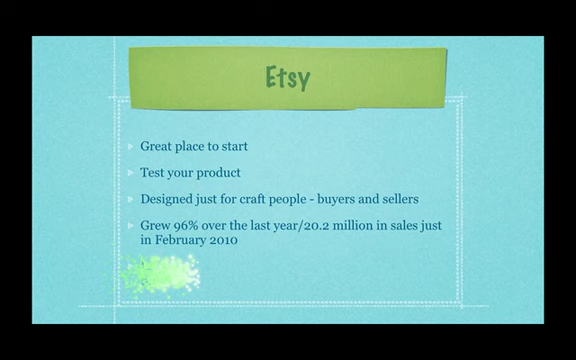 Etsy
Great place to start
Test your product
Designed just for craft people - buyers and sellers
Grew 96% over the last year/20.2 million in sales just
in February 2010